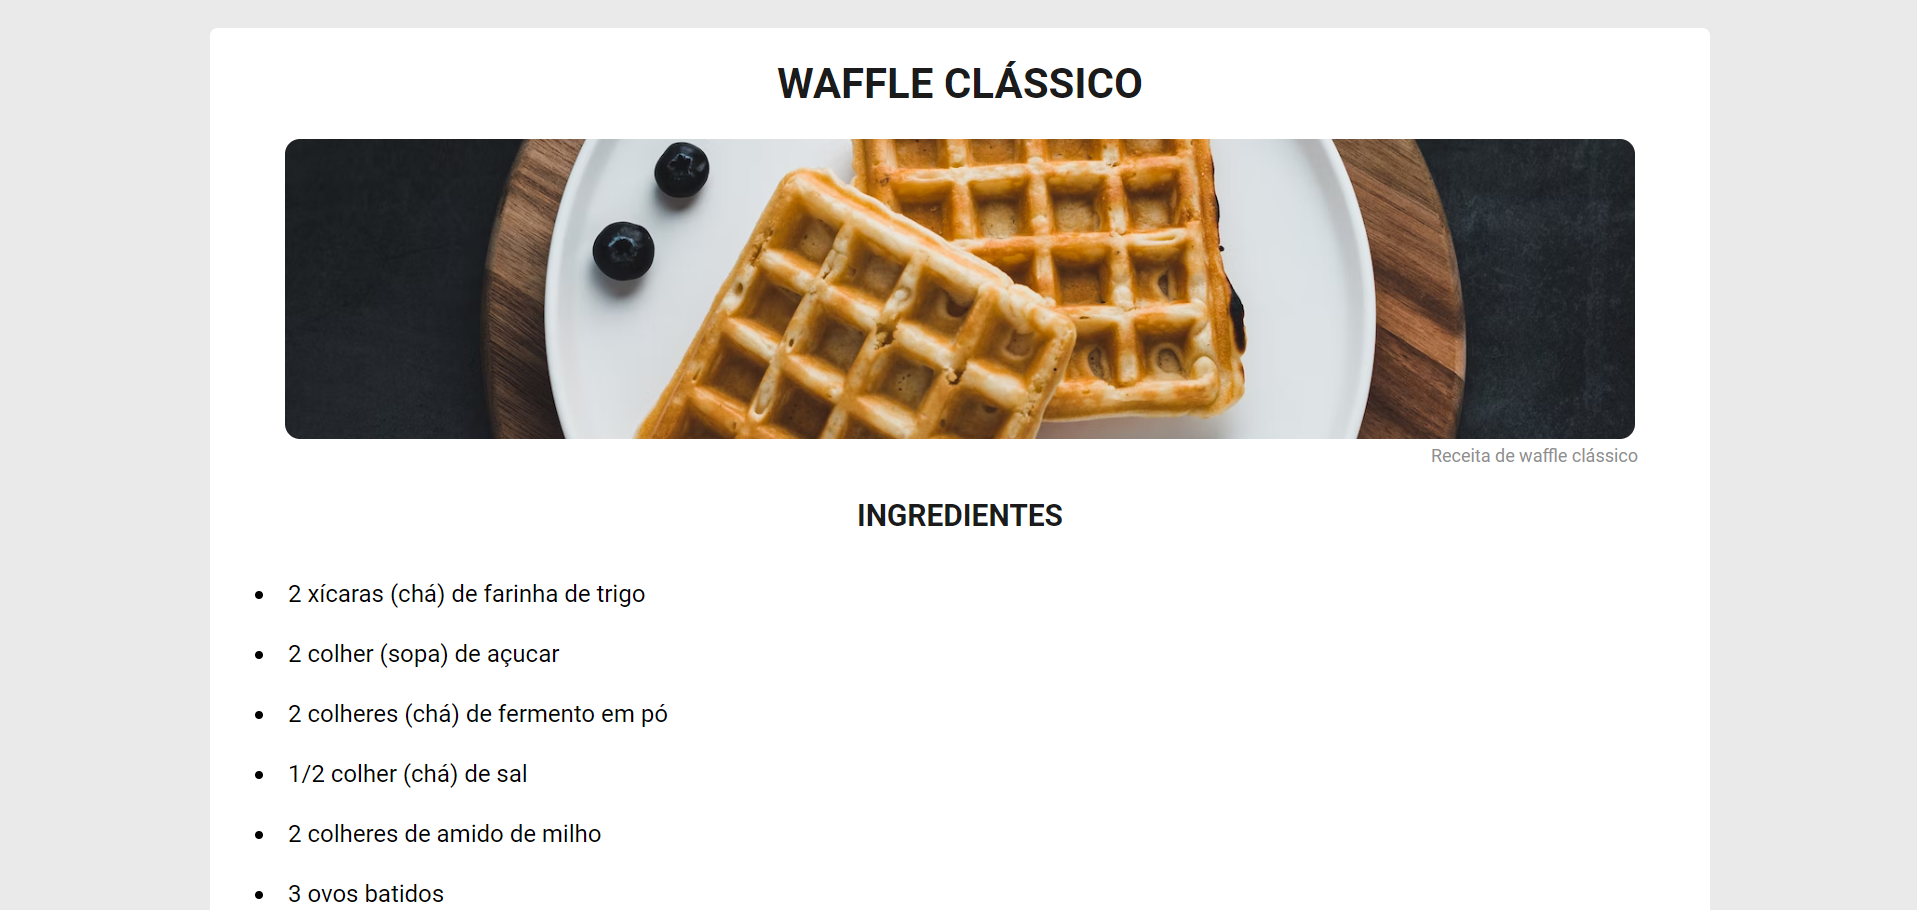 WAFFLE CLÁSSICO
Receita de waffle clássico
INGREDIENTES
2 xícaras (chá) de farinha de trigo
2 colher (sopa) de açucar
2 colheres (chá) de fermento em pó
1/2 colher (chá) de sal
2 colheres de amido de milho
3 ovos batidos